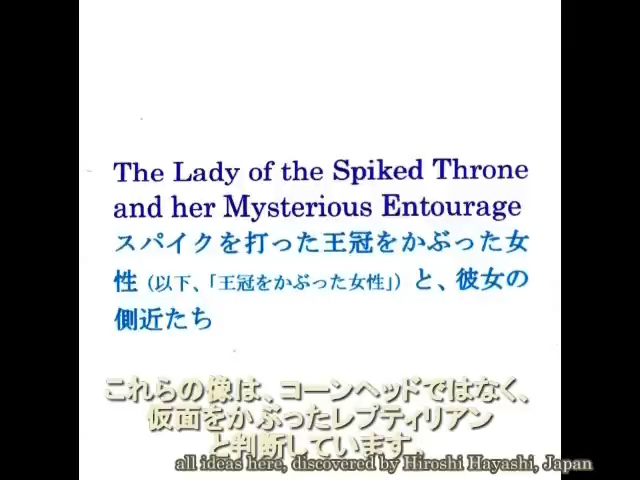 The Lady of the Spiked Throne
and her Mysterious Entourage
スパイクを打った王冠をかぶった女
性（以下、「王冠をかぶった女性」）と、彼女の
側近たち
これらの像は、コーンヘッドではなく、
仮面をかぶったレプティリアン
と判断しています。
all ideas here, discovered by Hiroshi Hayashi, Japan